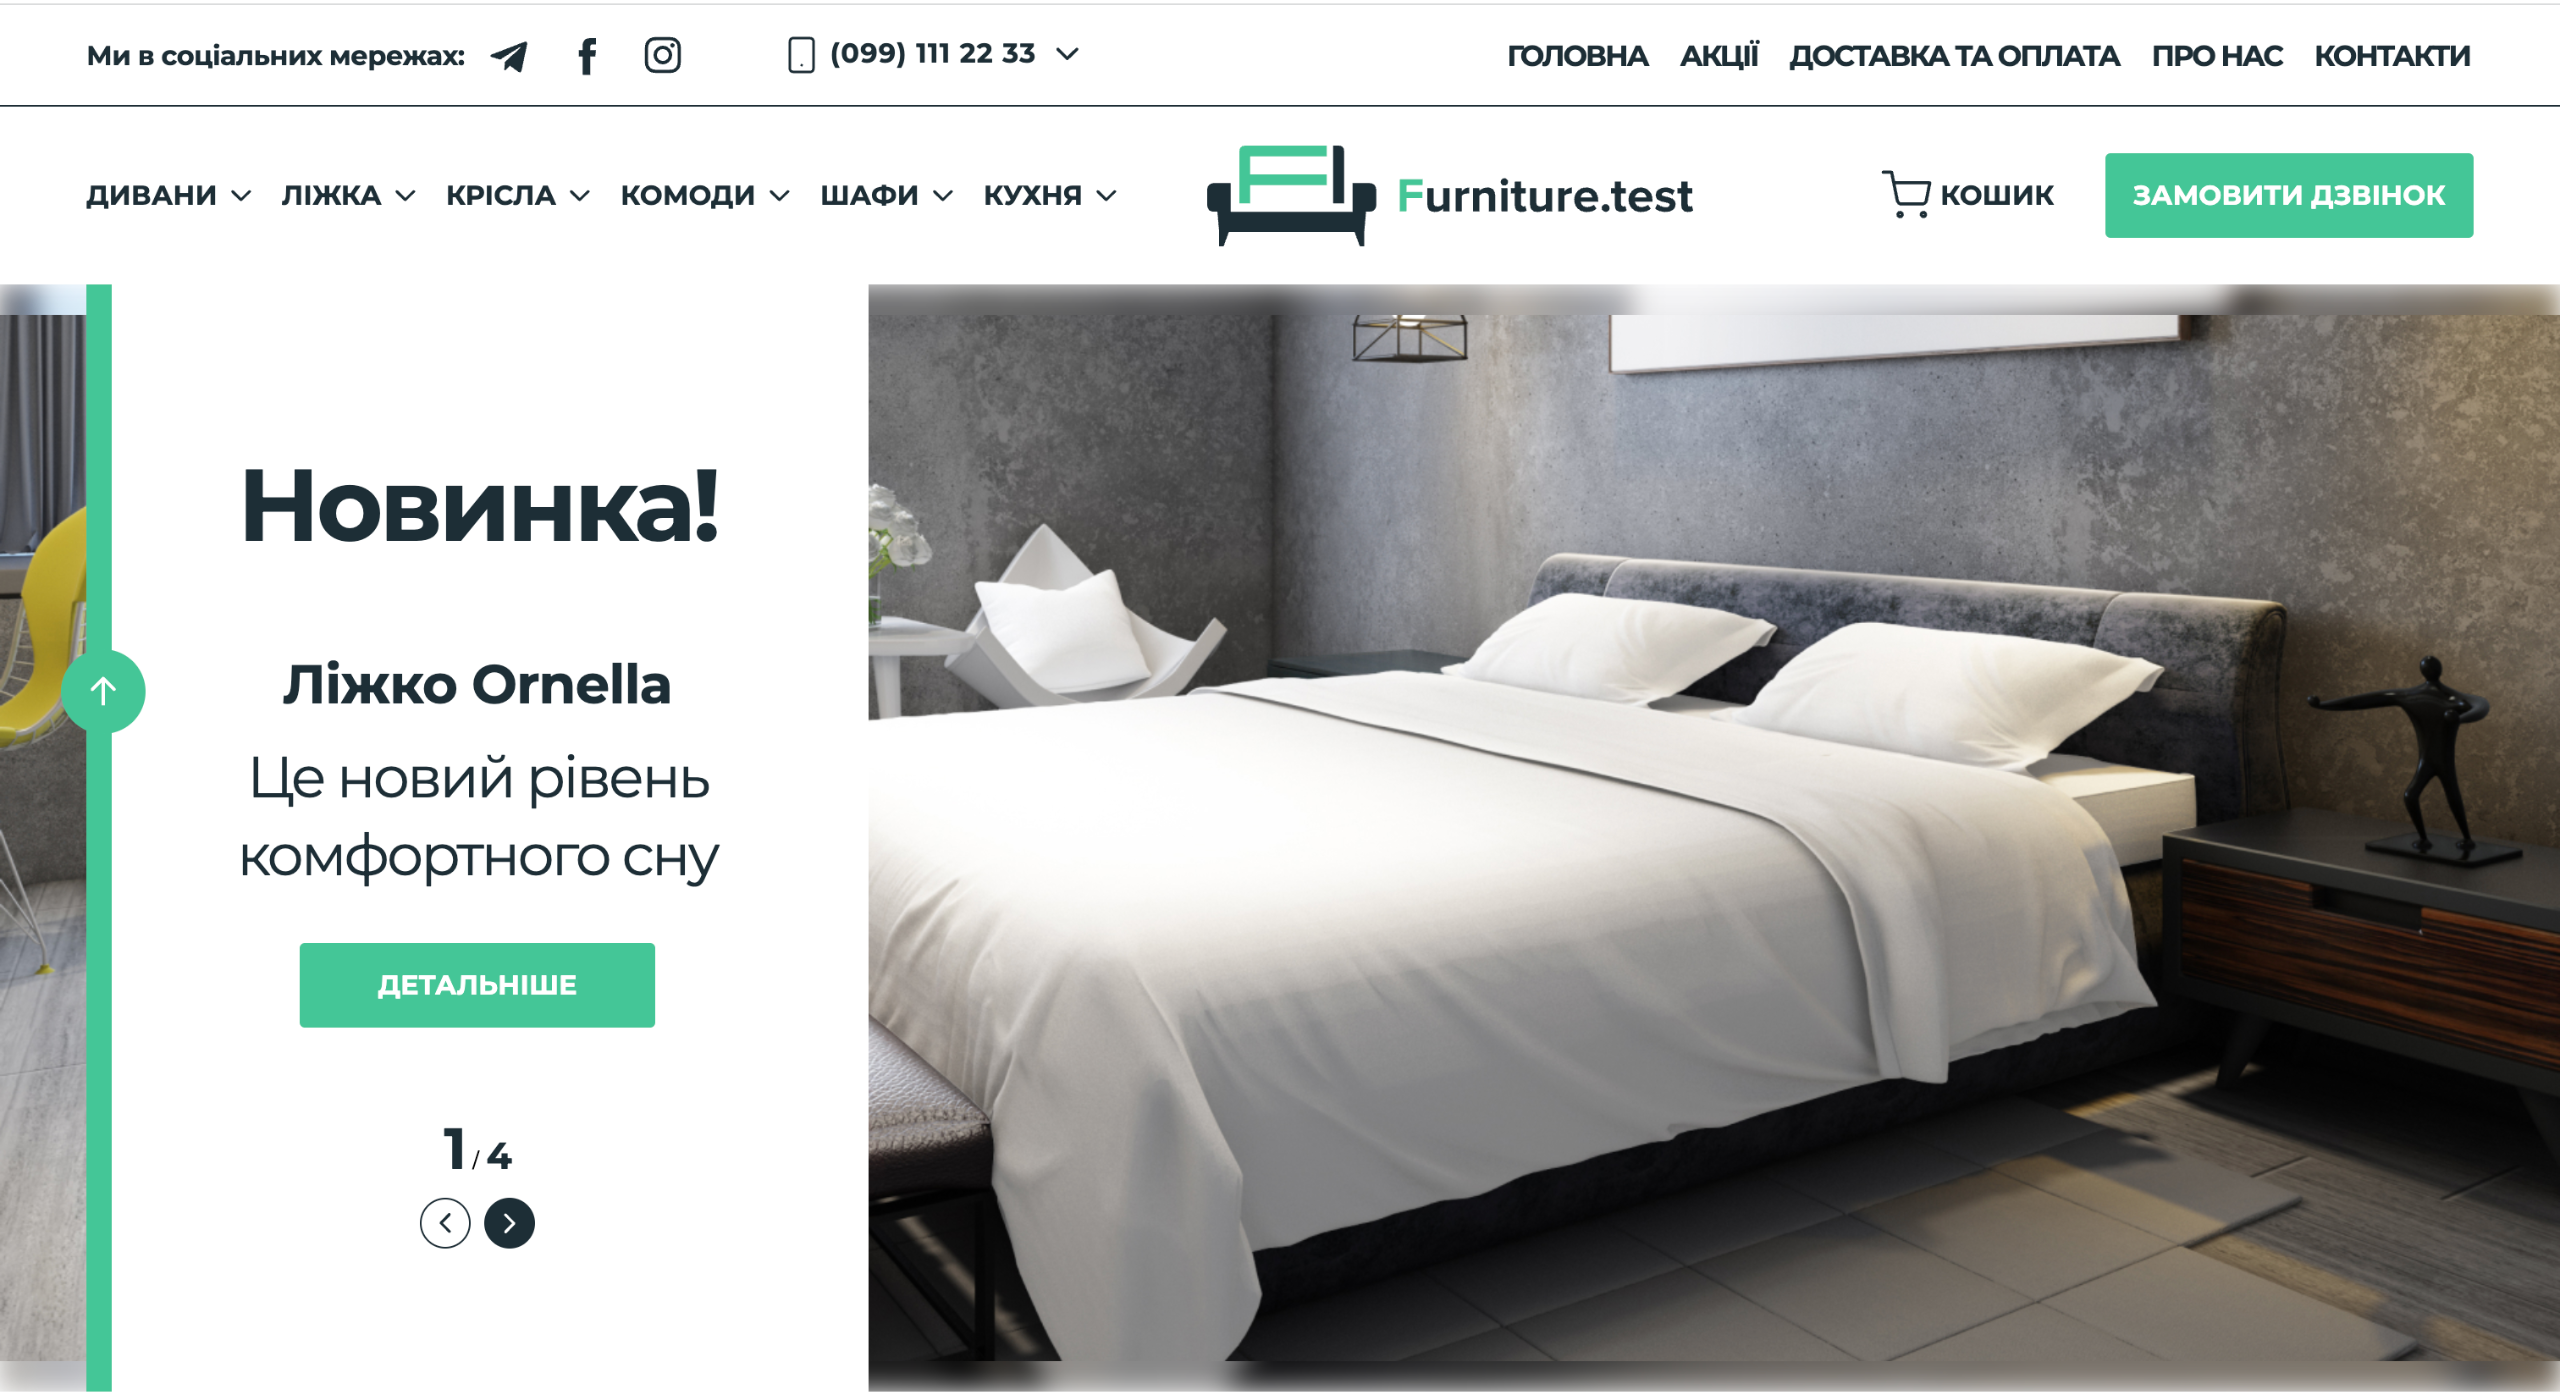 Ми в соціальних мережах:
(099) 111 22 33
ГОЛОВНА АКЦІЇ ДОСТАВКА ТА ОПЛАТА ПРО НАС КОНТАКТИ
ДИВАНИ ЛІЖКА КРІСЛА КОМОДИ ШАФИ КУХНЯ
Furniture.test
КОШИК
ЗАМОВИТИ ДЗВІНОК
Новинка!
Ліжко Ornella
Це новий рівень
комфортного сну
ДЕТАЛЬНІШЕ
1 / 4